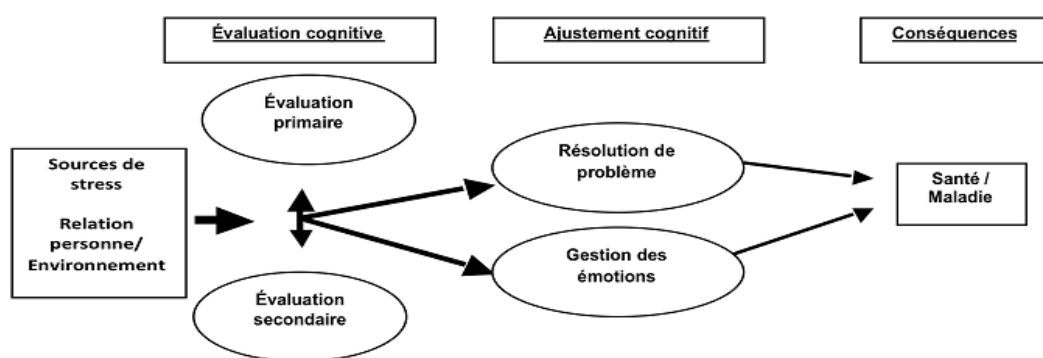 Évaluation cognitive
Ajustement cognitif
Conséquences
Évaluation
primaire
Sources de
stress
Relation
personne/
Environnement
Évaluation
secondaire
Résolution de
problème
Gestion des
émotions
Santé /
Maladie